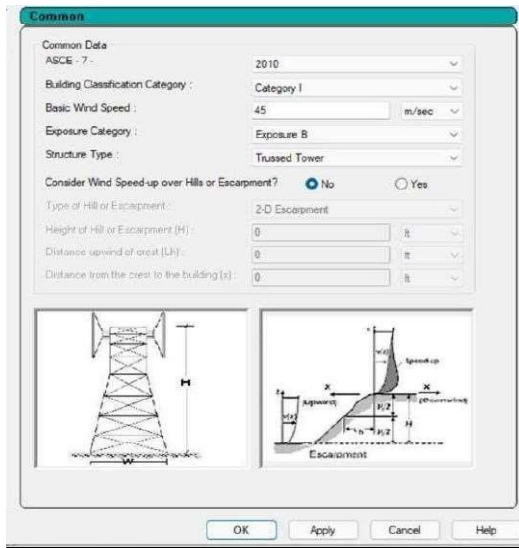 Common
Common Data
ASCE - 7 - 2010
Building Classification Category : Category I
Basic Wind Speed : 45 m/sec
Exposure Category : Exposure B
Structure Type : Trussed Tower
Consider Wind Speed-up over Hills or Escarpment? No Yes
Type of Hill or Escarpment : 2-D Escarpment
Height of Hill or Escarpment (H) : 0 ft
Distance upwind of crest (Lh) : 0 ft
Distance from the crest to the building (x) : 0 ft
H
W
z
V(z)
Speed-up
x x
(Upwind) (Downwind)
z
V(z)
H/2
H
H/2
Escarpment
OK Apply Cancel Help